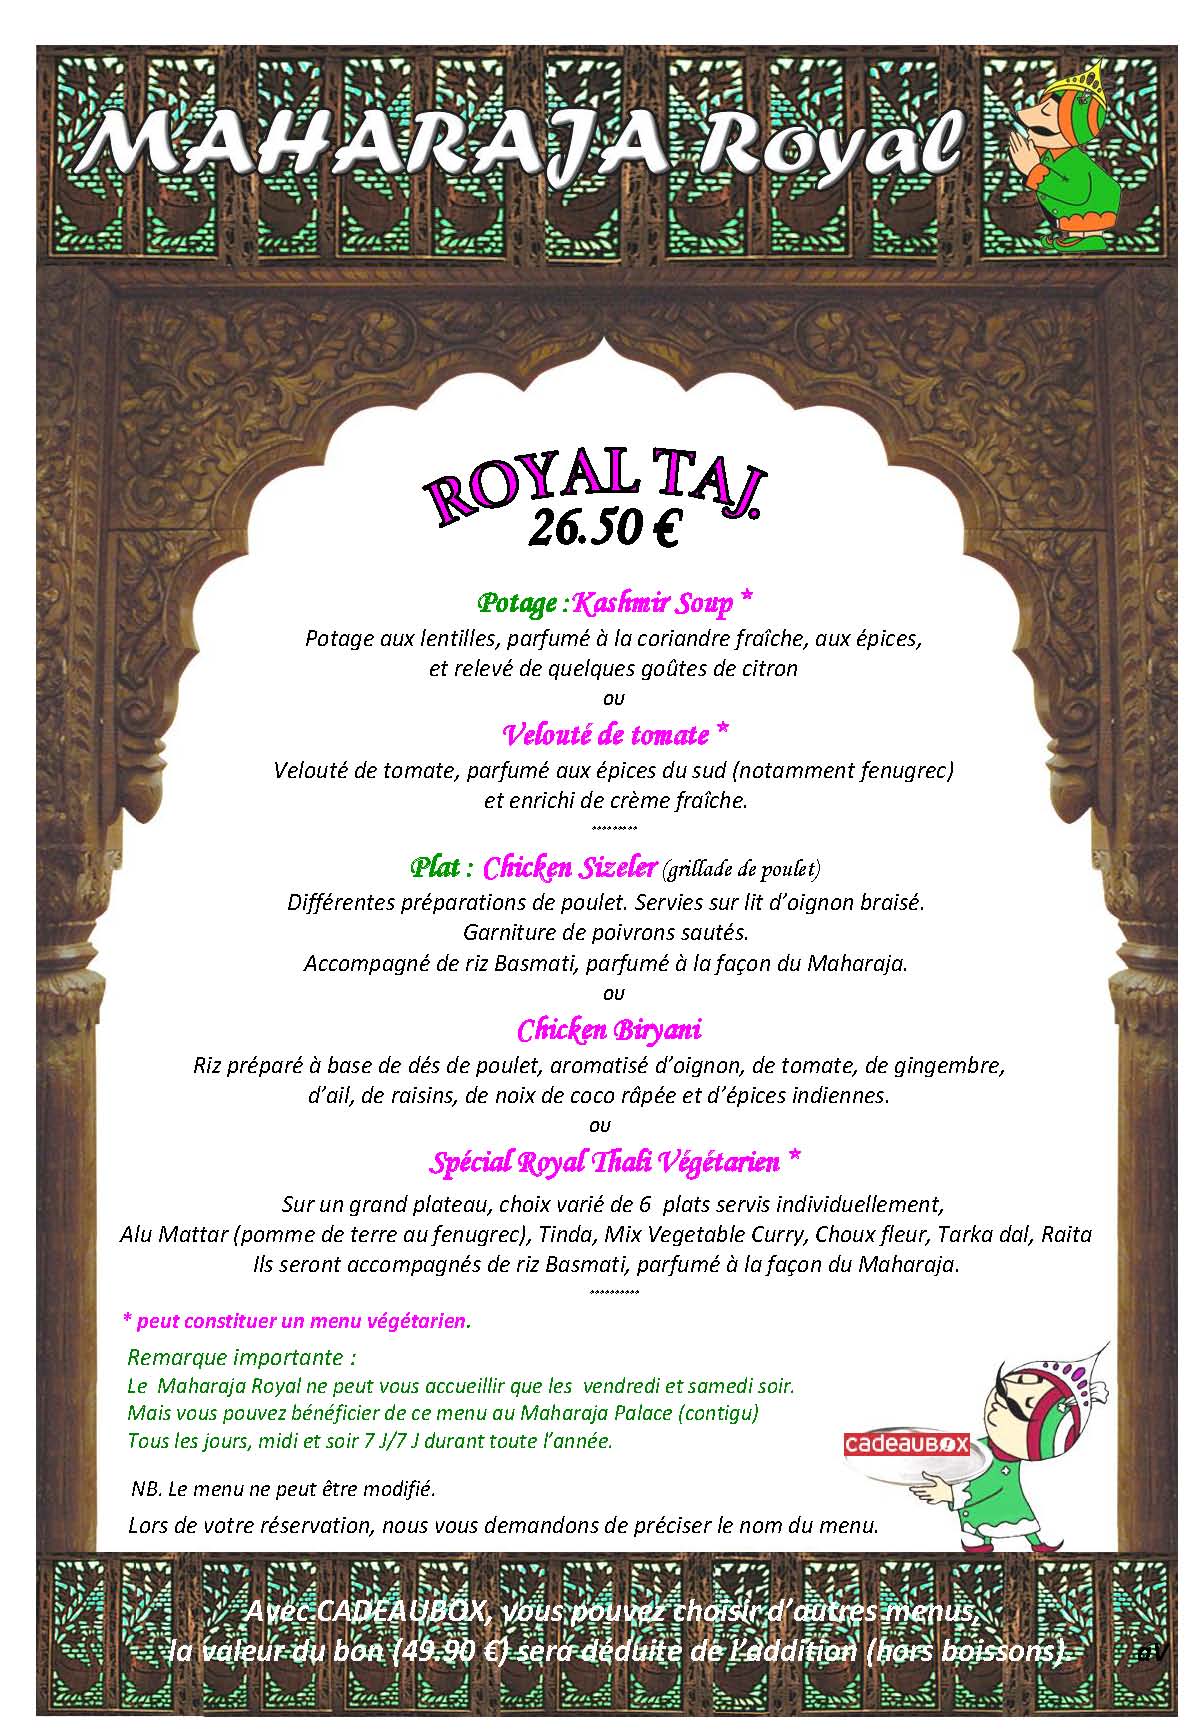 MAHARAJA Royal
ROYAL TAJ.
26.50 €
Potage : Kashmir Soup *
Potage aux lentilles, parfumé à la coriandre fraîche, aux épices,
et relevé de quelques goûtes de citron
ou
Velouté de tomate *
Velouté de tomate, parfumé aux épices du sud (notamment fenugrec)
et enrichi de crème fraîche.
*********
Plat : Chicken Sizeler (grillade de poulet)
Différentes préparations de poulet. Servies sur lit d’oignon braisé.
Garniture de poivrons sautés.
Accompagné de riz Basmati, parfumé à la façon du Maharaja.
ou
Chicken Biryani
Riz préparé à base de dés de poulet, aromatisé d’oignon, de tomate, de gingembre,
d’ail, de raisins, de noix de coco râpée et d’épices indiennes.
ou
Spécial Royal Thali Végétarien *
Sur un grand plateau, choix varié de 6 plats servis individuellement,
Alu Mattar (pomme de terre au fenugrec), Tinda, Mix Vegetable Curry, Choux fleur, Tarka dal, Raita
Ils seront accompagnés de riz Basmati, parfumé à la façon du Maharaja.
**********
* peut constituer un menu végétarien.
Remarque importante :
Le Maharaja Royal ne peut vous accueillir que les vendredi et samedi soir.
Mais vous pouvez bénéficier de ce menu au Maharaja Palace (contigu)
Tous les jours, midi et soir 7 J/7 J durant toute l’année.
CADEAUBOX
NB. Le menu ne peut être modifié.
Lors de votre réservation, nous vous demandons de préciser le nom du menu.
Avec CADEAUBOX, vous pouvez choisir d’autres menus,
la valeur du bon (49.90 €) sera déduite de l’addition (hors boissons).
aV